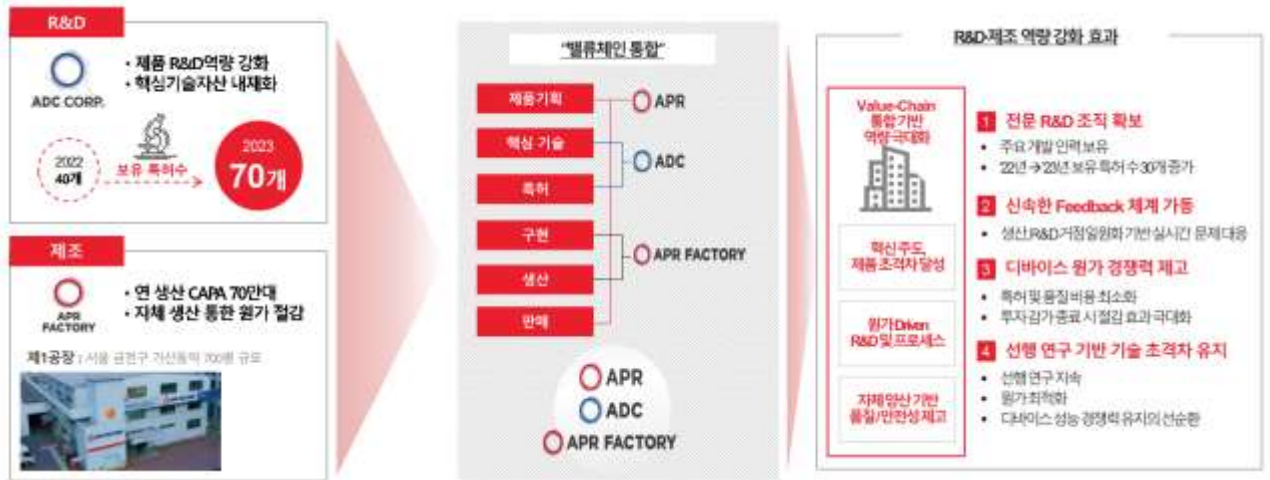 R&D
ADC CORP.
• 제품 R&D역량 강화
• 핵심기술자산 내재화
2022
40개
보유 특허수
2023
70개
제조
APR
FACTORY
• 연 생산 CAPA 70만대
• 자체 생산 통한 원가 절감
제1공장 : 서울 금천구 가산동역 700평 규모
"밸류체인 통합"
제품기획
핵심 기술
특허
구현
생산
판매
APR
ADC
APR FACTORY
APR
ADC
APR FACTORY
R&D-제조 역량 강화 효과
Value-Chain
통합 기반
역량 극대화
혁신 주도,
제품 초격차 달성
원가 Driven
R&D 및 프로세스
자체 양산 기반
품질/안전성 제고
1 전문 R&D 조직 확보
• 주요 개발 인력 보유
• 22년 → 23년 보유 특허 수 30개 증가
2 신속한 Feedback 체계 가동
• 생산, R&D 거점 일원화 기반 실시간 문제 대응
3 디바이스 원가 경쟁력 제고
• 특허 및 품질 비용 최소화
• 투자 감가 종료 시 절감 효과 극대화
4 선행 연구 기반 기술 초격차 유지
• 선행 연구 지속
• 원가 최적화
• 디바이스 성능 경쟁력 유지의 선순환